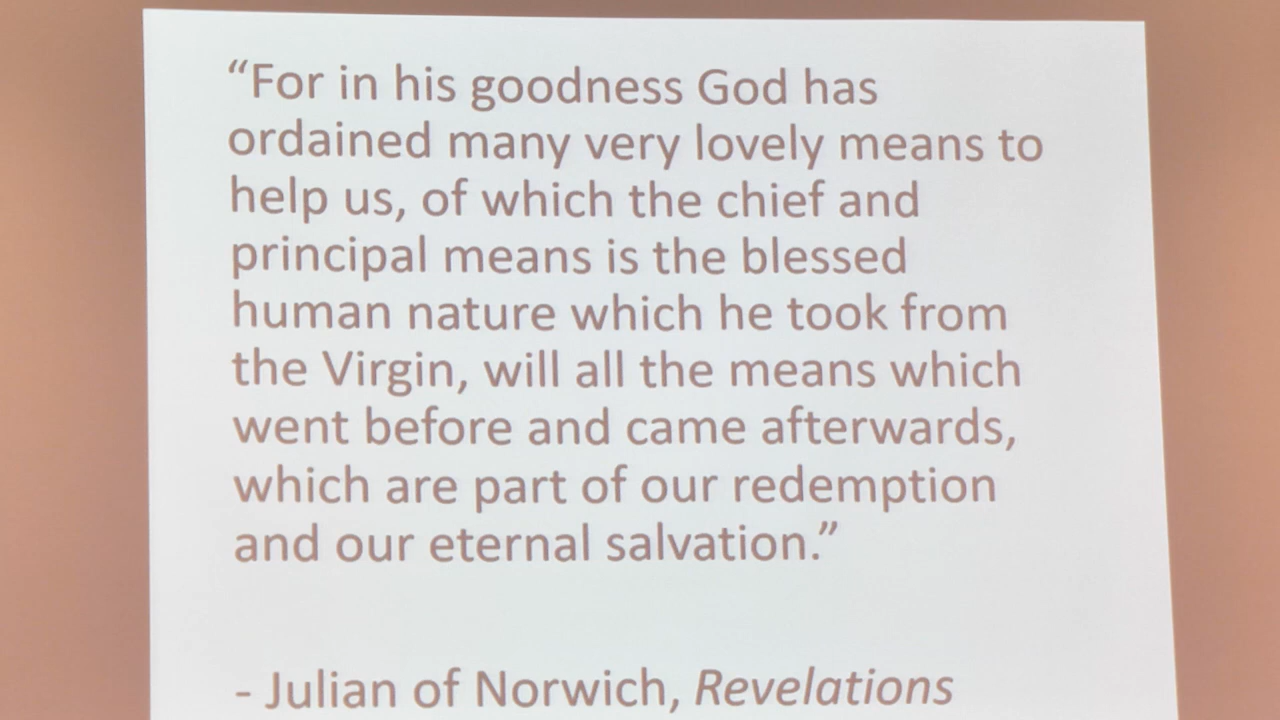 “For in his goodness God has
ordained many very lovely means to
help us, of which the chief and
principal means is the blessed
human nature which he took from
the Virgin, will all the means which
went before and came afterwards,
which are part of our redemption
and our eternal salvation.”
- Julian of Norwich, Revelations